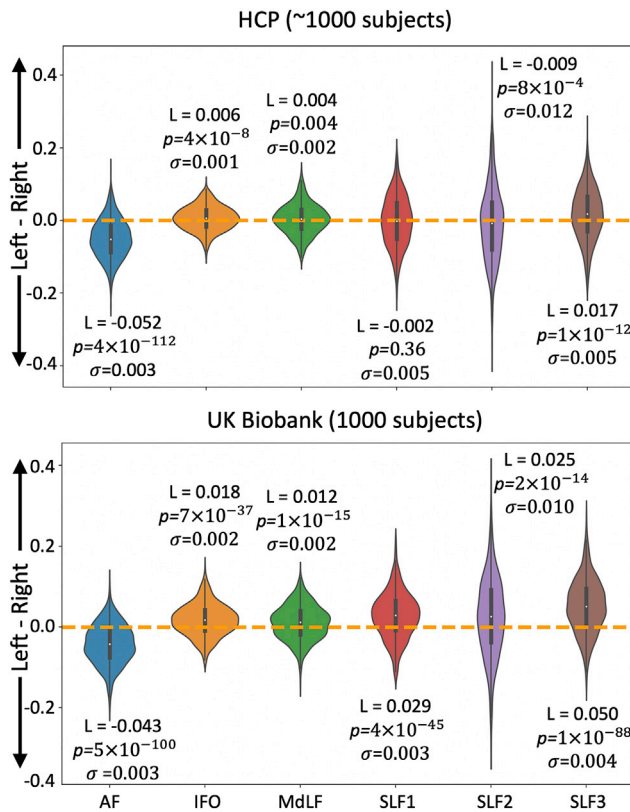 HCP (~1000 subjects)
Left - Right
0.4
0.2
0.0
-0.2
-0.4
L = -0.052
p=4×10⁻¹¹²
σ=0.003
L = 0.006
p=4×10⁻⁸
σ=0.001
L = 0.004
p=0.004
σ=0.002
L = -0.002
p=0.36
σ=0.005
L = -0.009
p=8×10⁻⁴
σ=0.012
L = 0.017
p=1×10⁻¹²
σ=0.005
UK Biobank (1000 subjects)
Left - Right
0.4
0.2
0.0
-0.2
-0.4
L = -0.043
p=5×10⁻¹⁰⁰
σ=0.003
L = 0.018
p=7×10⁻³⁷
σ=0.002
L = 0.012
p=1×10⁻¹⁵
σ=0.002
L = 0.029
p=4×10⁻⁴⁵
σ=0.003
L = 0.025
p=2×10⁻¹⁴
σ=0.010
L = 0.050
p=1×10⁻⁸⁸
σ=0.004
AF IFO MdLF SLF1 SLF2 SLF3